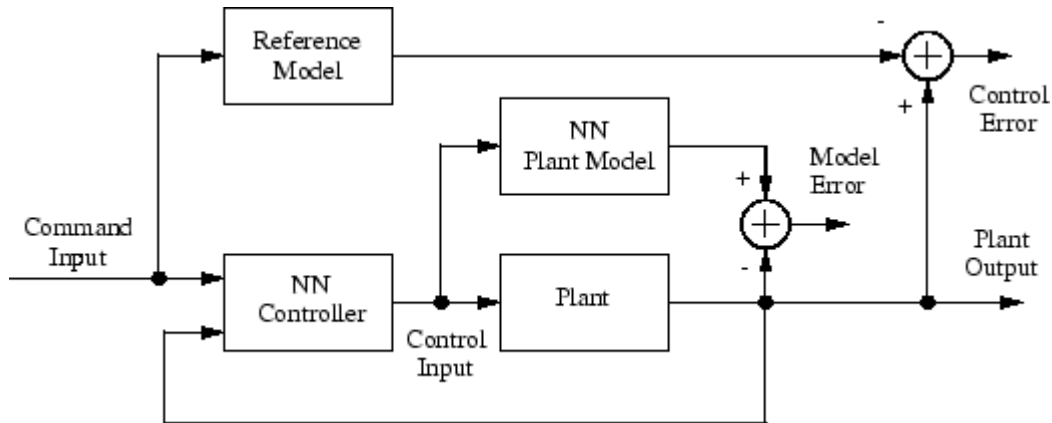 Reference
Model
-
+
Control
Error
NN
Plant Model
+
Model
Error
-
Command
Input
NN
Controller
Control
Input
Plant
Plant
Output